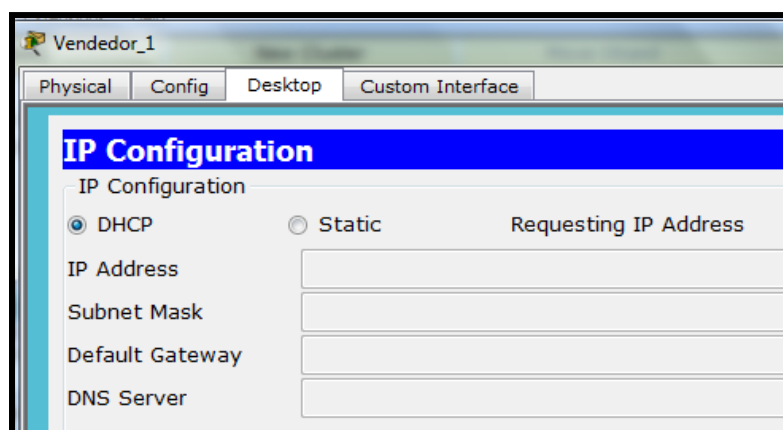 Vendedor_1
Physical Config Desktop Custom Interface
IP Configuration
IP Configuration
DHCP Static Requesting IP Address
IP Address
Subnet Mask
Default Gateway
DNS Server